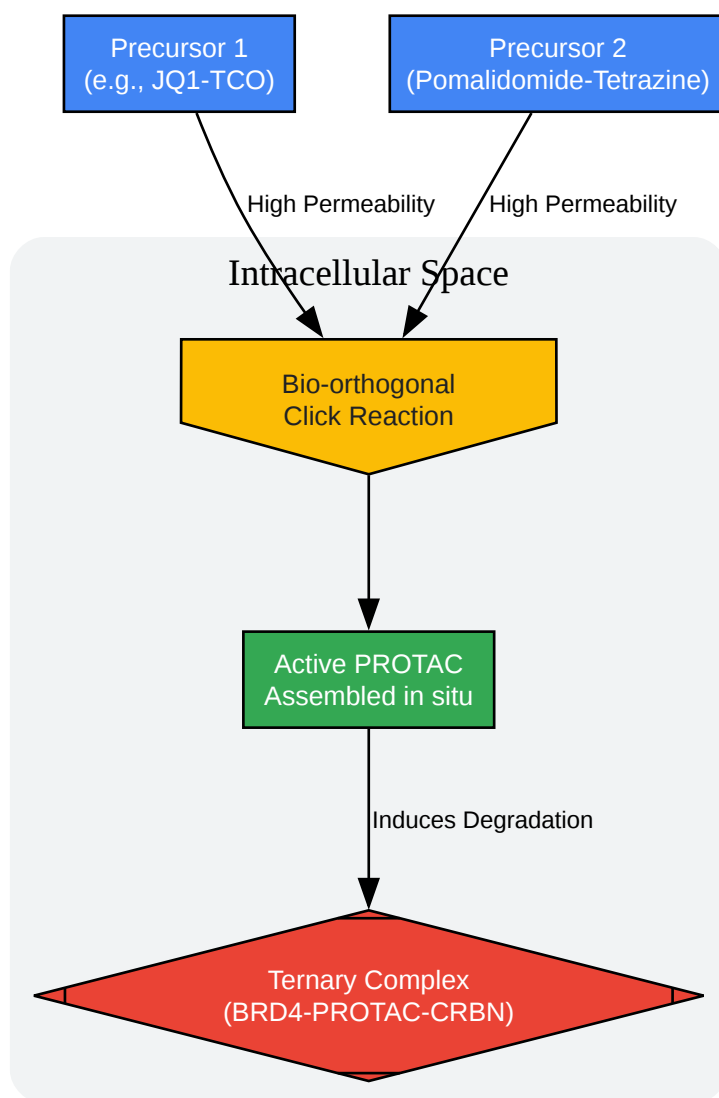 Precursor 1
(e.g., JQ1-TCO)
Precursor 2
(Pomalidomide-Tetrazine)
High Permeability
High Permeability
Intracellular Space
Bio-orthogonal
Click Reaction
Active PROTAC
Assembled in situ
Induces Degradation
Ternary Complex
(BRD4-PROTAC-CRBN)